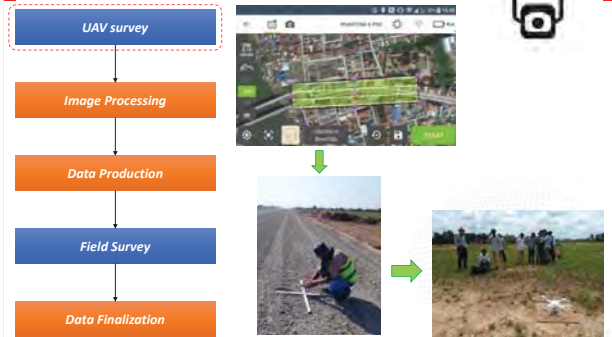 UAV survey
Image Processing
Data Production
Field Survey
Data Finalization
PHANTOM 4 PRO
START